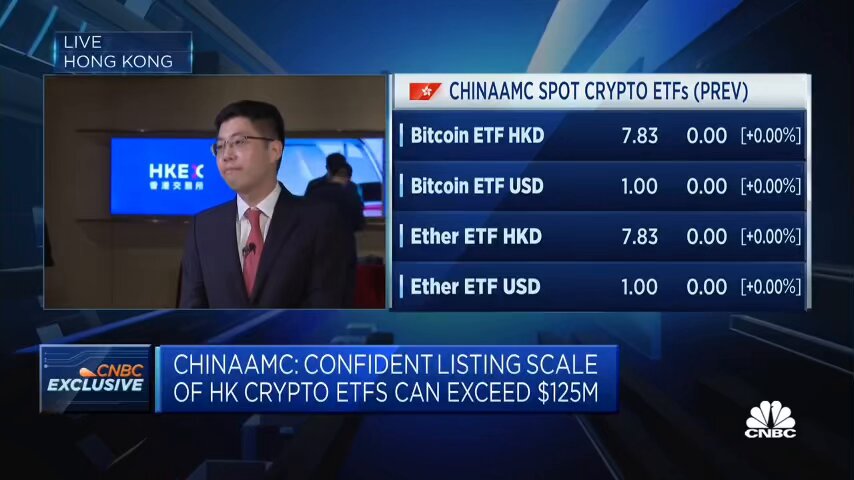 LIVE
HONG KONG
HKEX
香港交易所
CHINAAMC SPOT CRYPTO ETFs (PREV)
Bitcoin ETF HKD 7.83 0.00 [+0.00%]
Bitcoin ETF USD 1.00 0.00 [+0.00%]
Ether ETF HKD 7.83 0.00 [+0.00%]
Ether ETF USD 1.00 0.00 [+0.00%]
CNBC
EXCLUSIVE
CHINAAMC: CONFIDENT LISTING SCALE
OF HK CRYPTO ETFS CAN EXCEED $125M
CNBC